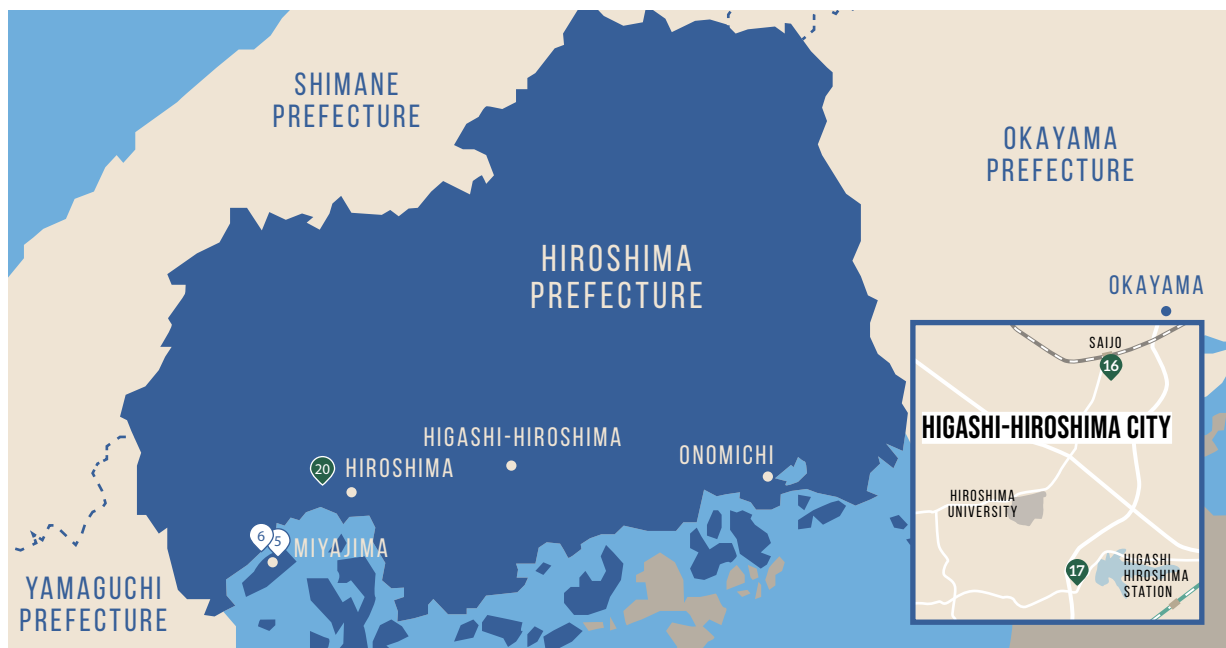 SHIMANE
PREFECTURE
OKAYAMA
PREFECTURE
HIROSHIMA
PREFECTURE
OKAYAMA
SAIJO
16
HIGASHI-HIROSHIMA CITY
HIGASHI-HIROSHIMA
ONOMICHI
20
HIROSHIMA
HIROSHIMA
UNIVERSITY
6
5
MIYAJIMA
17
HIGASHI
HIROSHIMA
STATION
YAMAGUCHI
PREFECTURE